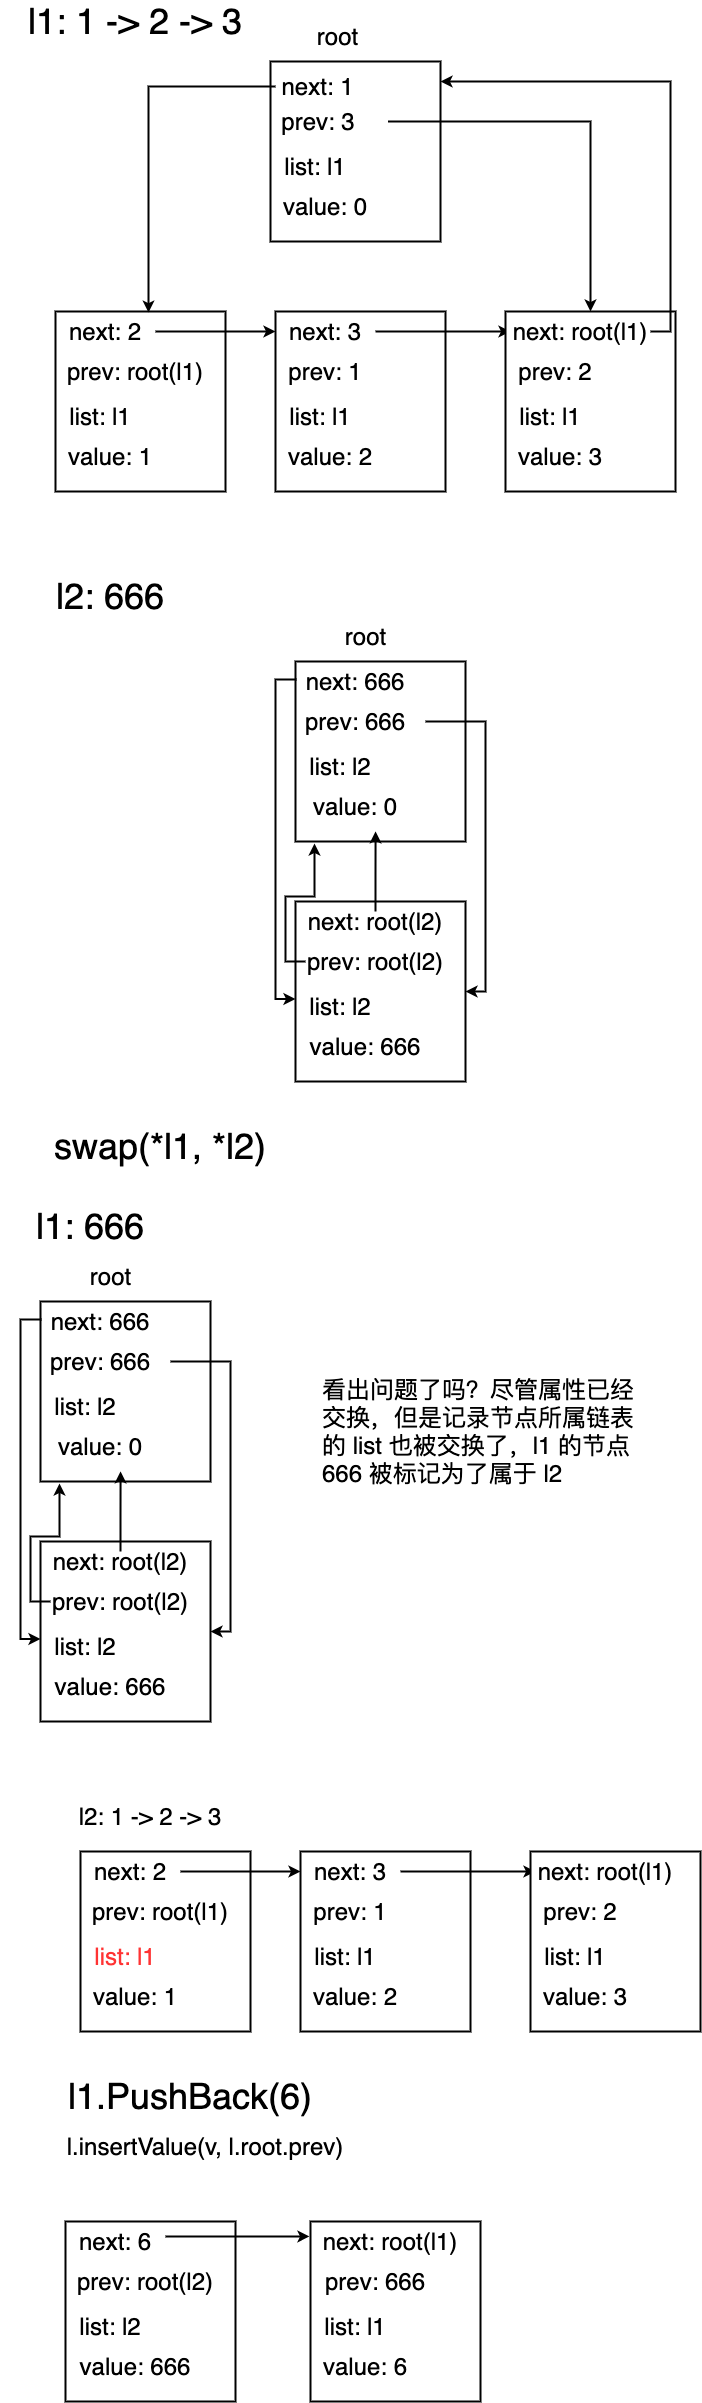 l1: 1 -> 2 -> 3
root
next: 1
prev: 3
list: l1
value: 0
next: 2
prev: root(l1)
list: l1
value: 1
next: 3
prev: 1
list: l1
value: 2
next: root(l1)
prev: 2
list: l1
value: 3
l2: 666
root
next: 666
prev: 666
list: l2
value: 0
next: root(l2)
prev: root(l2)
list: l2
value: 666
swap(*l1, *l2)
l1: 666
root
next: 666
prev: 666
list: l2
value: 0
next: root(l2)
prev: root(l2)
list: l2
value: 666
看出问题了吗？尽管属性已经
交换，但是记录节点所属链表
的 list 也被交换了，l1 的节点
666 被标记为了属于 l2
l2: 1 -> 2 -> 3
next: 2
prev: root(l1)
list: l1
value: 1
next: 3
prev: 1
list: l1
value: 2
next: root(l1)
prev: 2
list: l1
value: 3
l1.PushBack(6)
l.insertValue(v, l.root.prev)
next: 6
prev: root(l2)
list: l2
value: 666
next: root(l1)
prev: 666
list: l1
value: 6